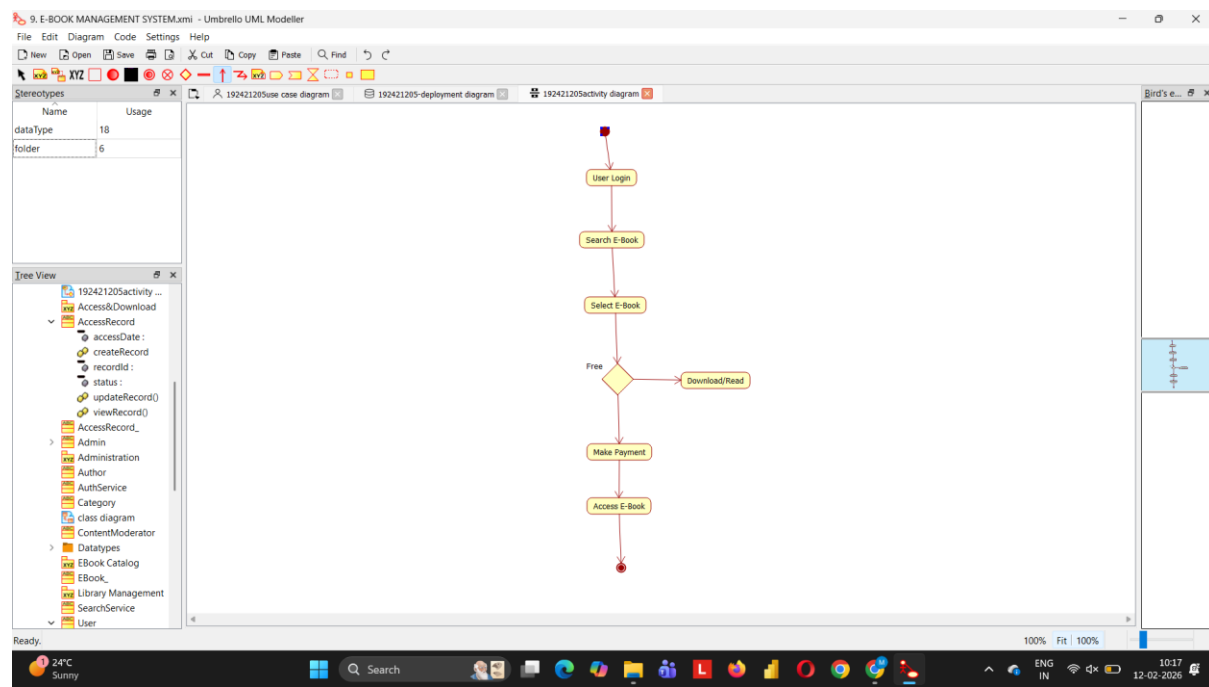 9. E-BOOK MANAGEMENT SYSTEM.xmi - Umbrello UML Modeller
File Edit Diagram Code Settings Help
New Open Save Cut Copy Paste Find
XYZ
Stereotypes
Name Usage
dataType 18
folder 6
192421205use case diagram 192421205-deployment diagram 192421205activity diagram
Bird's e...
User Login
Search E-Book
Select E-Book
Free
Download/Read
Make Payment
Access E-Book
Tree View
192421205activity ...
Access&Download
AccessRecord
accessDate :
createRecord
recordId :
status :
updateRecord()
viewRecord()
AccessRecord_
Admin
Administration
Author
AuthService
Category
class diagram
ContentModerator
Datatypes
EBook Catalog
EBook_
Library Management
SearchService
User
Ready.
100% Fit 100%
1
24°C
Sunny
Search
L
ENG
IN
10:17
12-02-2026